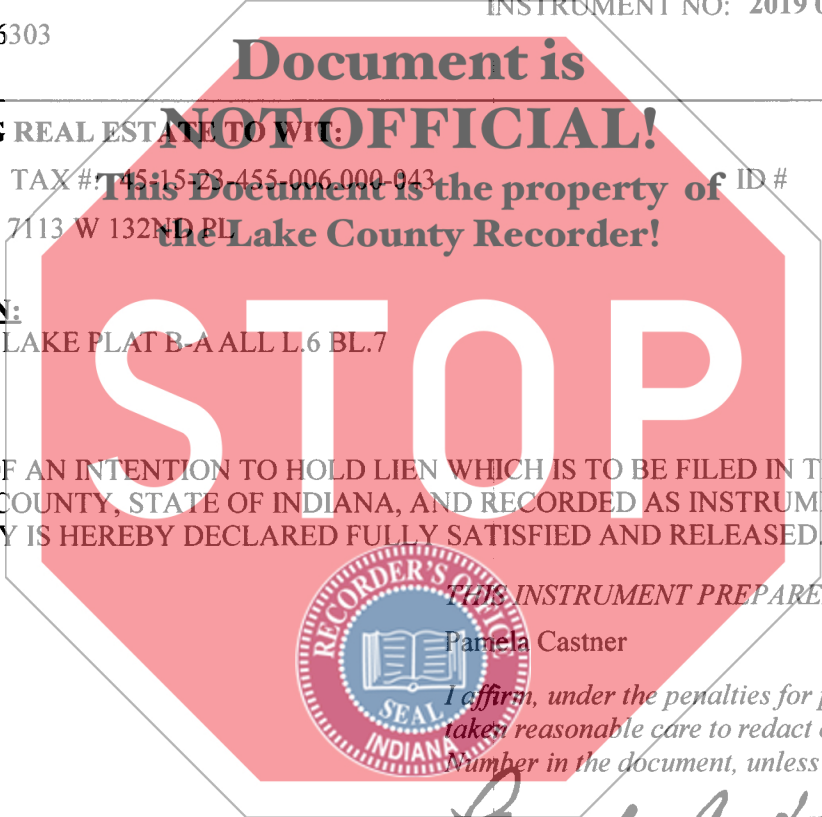 INSTRUMENT NO: 2019 0
6303
Document is
NOT OFFICIAL!
G REAL ESTATE TO WIT:
TAX #: 45-15-23-455-006.000-043 ID #
This Document is the property of
7113 W 132ND PL
the Lake County Recorder!
N:
LAKE PLAT B-A ALL L.6 BL.7
STOP
F AN INTENTION TO HOLD LIEN WHICH IS TO BE FILED IN T
COUNTY, STATE OF INDIANA, AND RECORDED AS INSTRUM
Y IS HEREBY DECLARED FULLY SATISFIED AND RELEASED.
THIS INSTRUMENT PREPARE
Pamela Castner
I affirm, under the penalties for p
taken reasonable care to redact e
Number in the document, unless
RECORDER'S OFFICE
SEAL
INDIANA